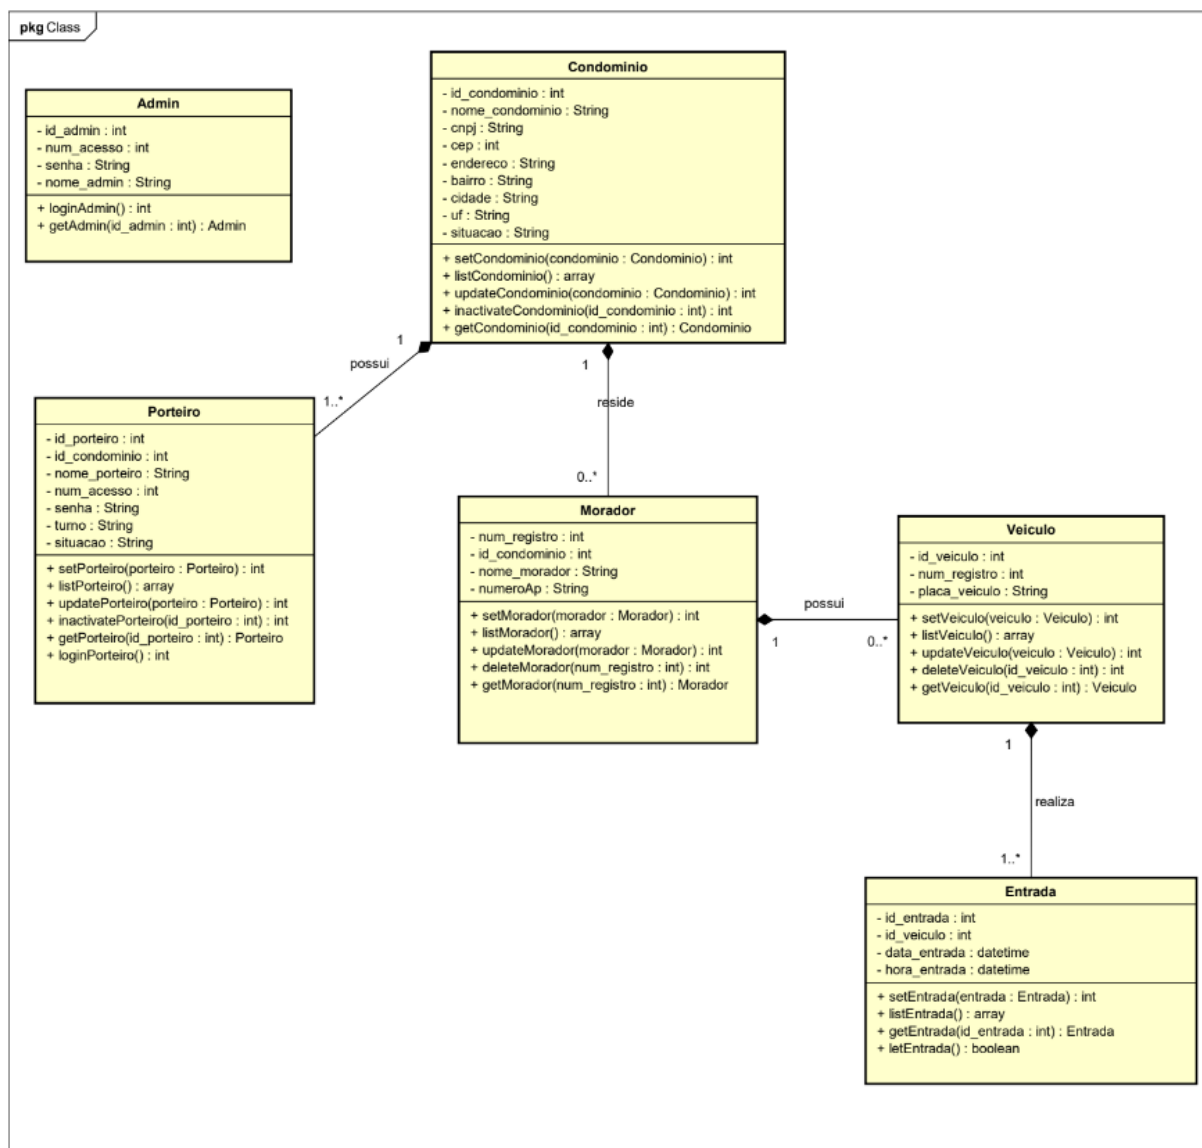 pkg Class
Admin
- id_admin : int
- num_acesso : int
- senha : String
- nome_admin : String
+ loginAdmin() : int
+ getAdmin(id_admin : int) : Admin
Condominio
- id_condominio : int
- nome_condominio : String
- cnpj : String
- cep : int
- endereco : String
- bairro : String
- cidade : String
- uf : String
- situacao : String
+ setCondominio(condominio : Condominio) : int
+ listCondominio() : array
+ updateCondominio(condominio : Condominio) : int
+ inactivateCondominio(id_condominio : int) : int
+ getCondominio(id_condominio : int) : Condominio
1
possui
1..*
1
reside
0..*
Porteiro
- id_porteiro : int
- id_condominio : int
- nome_porteiro : String
- num_acesso : int
- senha : String
- turno : String
- situacao : String
+ setPorteiro(porteiro : Porteiro) : int
+ listPorteiro() : array
+ updatePorteiro(porteiro : Porteiro) : int
+ inactivatePorteiro(id_porteiro : int) : int
+ getPorteiro(id_porteiro : int) : Porteiro
+ loginPorteiro() : int
Morador
- num_registro : int
- id_condominio : int
- nome_morador : String
- numeroAp : String
+ setMorador(morador : Morador) : int
+ listMorador() : array
+ updateMorador(morador : Morador) : int
+ deleteMorador(num_registro : int) : int
+ getMorador(num_registro : int) : Morador
possui
1
0..*
Veiculo
- id_veiculo : int
- num_registro : int
- placa_veiculo : String
+ setVeiculo(veiculo : Veiculo) : int
+ listVeiculo() : array
+ updateVeiculo(veiculo : Veiculo) : int
+ deleteVeiculo(id_veiculo : int) : int
+ getVeiculo(id_veiculo : int) : Veiculo
1
realiza
1..*
Entrada
- id_entrada : int
- id_veiculo : int
- data_entrada : datetime
- hora_entrada : datetime
+ setEntrada(entrada : Entrada) : int
+ listEntrada() : array
+ getEntrada(id_entrada : int) : Entrada
+ letEntrada() : boolean